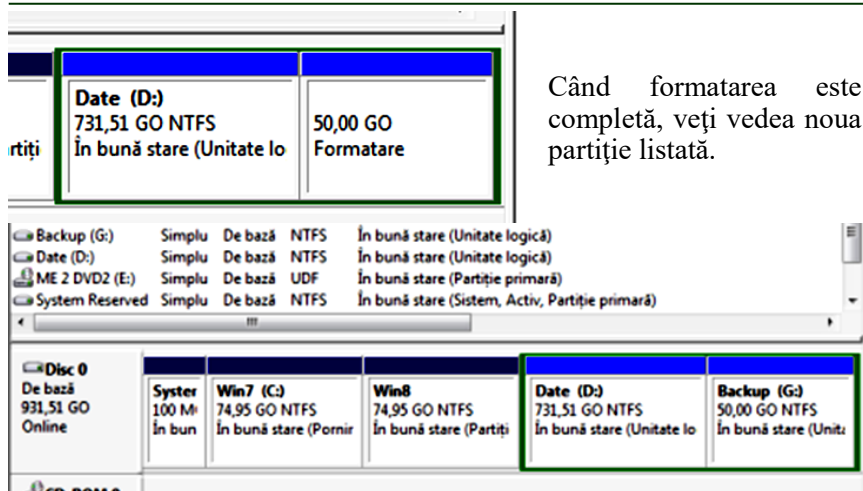 Date (D:)
731,51 GO NTFS
În bună stare (Unitate lo
50,00 GO
Formatare
rtiți
Când formatarea este
completă, veţi vedea noua
partiţie listată.
Backup (G:) Simplu De bază NTFS În bună stare (Unitate logică)
Date (D:) Simplu De bază NTFS În bună stare (Unitate logică)
ME 2 DVD2 (E:) Simplu De bază UDF În bună stare (Partiție primară)
System Reserved Simplu De bază NTFS În bună stare (Sistem, Activ, Partiție primară)
Disc 0
De bază
931,51 GO
Online
Syster
100 M
În bun
Win7 (C:)
74,95 GO NTFS
În bună stare (Pornir
Win8
74,95 GO NTFS
În bună stare (Partiți
Date (D:)
731,51 GO NTFS
În bună stare (Unitate lo
Backup (G:)
50,00 GO NTFS
În bună stare (Unita